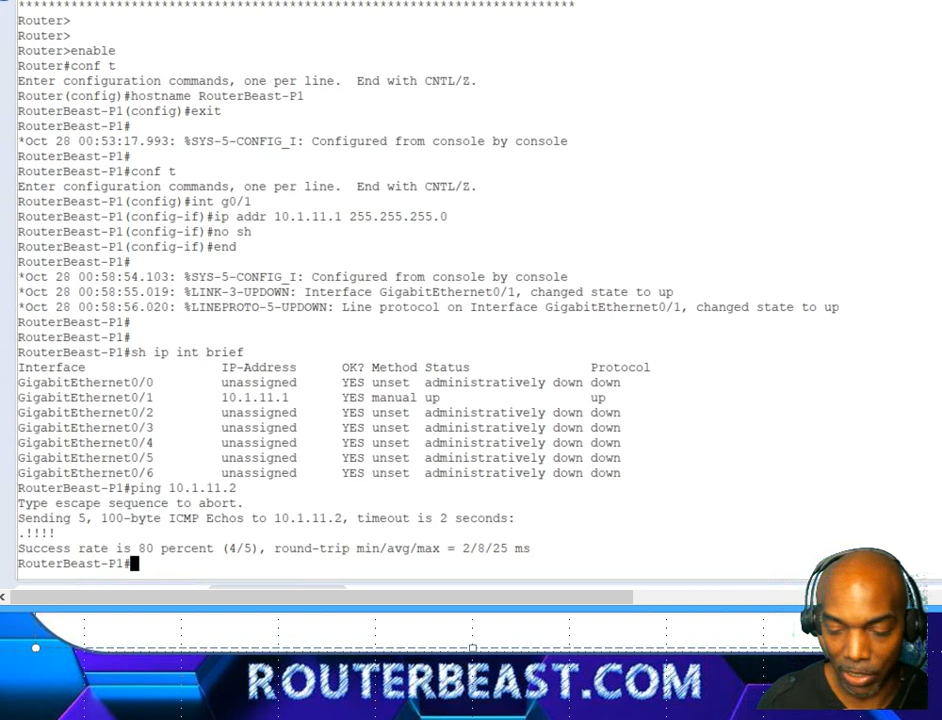 ******************************************************************************
Router>
Router>
Router>enable
Router#conf t
Enter configuration commands, one per line.  End with CNTL/Z.
Router(config)#hostname RouterBeast-P1
RouterBeast-P1(config)#exit
RouterBeast-P1#
*Oct 28 00:53:17.993: %SYS-5-CONFIG_I: Configured from console by console
RouterBeast-P1#
RouterBeast-P1#conf t
Enter configuration commands, one per line.  End with CNTL/Z.
RouterBeast-P1(config)#int g0/1
RouterBeast-P1(config-if)#ip addr 10.1.11.1 255.255.255.0
RouterBeast-P1(config-if)#no sh
RouterBeast-P1(config-if)#end
RouterBeast-P1#
*Oct 28 00:58:54.103: %SYS-5-CONFIG_I: Configured from console by console
*Oct 28 00:58:55.019: %LINK-3-UPDOWN: Interface GigabitEthernet0/1, changed state to up
*Oct 28 00:58:56.020: %LINEPROTO-5-UPDOWN: Line protocol on Interface GigabitEthernet0/1, changed state to up
RouterBeast-P1#
RouterBeast-P1#
RouterBeast-P1#sh ip int brief
Interface                  IP-Address      OK? Method Status                Protocol
GigabitEthernet0/0         unassigned      YES unset  administratively down down
GigabitEthernet0/1         10.1.11.1       YES manual up                    up
GigabitEthernet0/2         unassigned      YES unset  administratively down down
GigabitEthernet0/3         unassigned      YES unset  administratively down down
GigabitEthernet0/4         unassigned      YES unset  administratively down down
GigabitEthernet0/5         unassigned      YES unset  administratively down down
GigabitEthernet0/6         unassigned      YES unset  administratively down down
RouterBeast-P1#ping 10.1.11.2
Type escape sequence to abort.
Sending 5, 100-byte ICMP Echos to 10.1.11.2, timeout is 2 seconds:
.!!!!
Success rate is 80 percent (4/5), round-trip min/avg/max = 2/8/25 ms
RouterBeast-P1#
ROUTERBEAST.COM